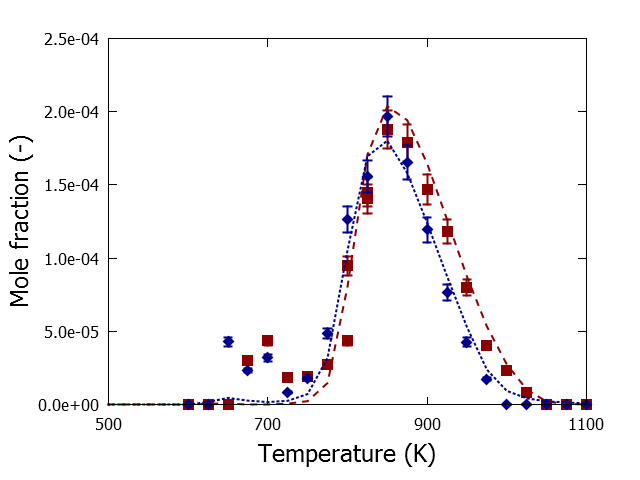 2.5e-04
2.0e-04
1.5e-04
1.0e-04
5.0e-05
0.0e+00
Mole fraction (-)
500
700
900
1100
Temperature (K)